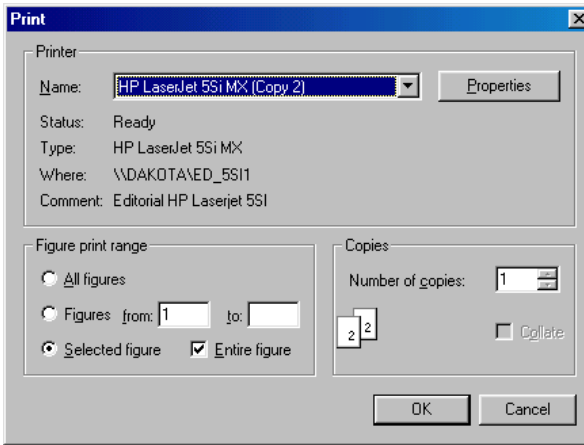 Print
Printer
Name: HP LaserJet 5Si MX (Copy 2) Properties
Status: Ready
Type: HP LaserJet 5Si MX
Where: \\DAKOTA\ED_5SI1
Comment: Editorial HP Laserjet 5SI
Figure print range
All figures
Figures from: 1 to:
Selected figure Entire figure
Copies
Number of copies: 1
2 2
Collate
OK Cancel